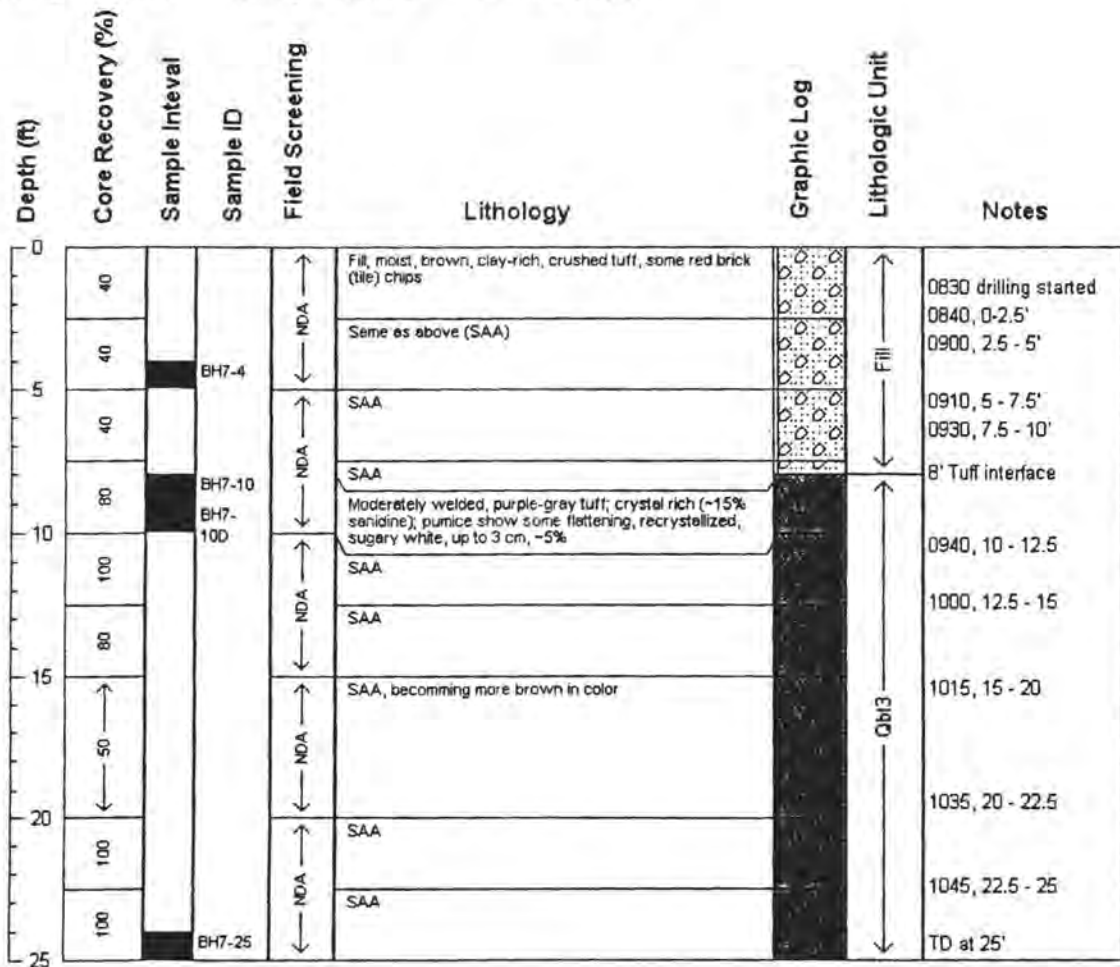 Depth (ft)
Core Recovery (%)
Sample Inteval
Sample ID
Field Screening
Lithology
Graphic Log
Lithologic Unit
Notes
0
5
10
15
20
25
40
40
40
80
100
80
50
100
100
BH7-4
BH7-10
BH7-
10D
BH7-25
NDA
NDA
NDA
NDA
NDA
Fill, moist, brown, clay-rich, crushed tuff, some red brick
(tile) chips
Same as above (SAA)
SAA
SAA
Moderately welded, purple-gray tuff; crystal rich (~15%
sanidine); pumice show some flattening, recrystallized,
sugary white, up to 3 cm, ~5%
SAA
SAA
SAA, becomming more brown in color
SAA
SAA
Fill
Qbt3
0830 drilling started
0840, 0-2.5'
0900, 2.5 - 5'
0910, 5 - 7.5'
0930, 7.5 - 10'
8' Tuff interface
0940, 10 - 12.5
1000, 12.5 - 15
1015, 15 - 20
1035, 20 - 22.5
1045, 22.5 - 25
TD at 25'